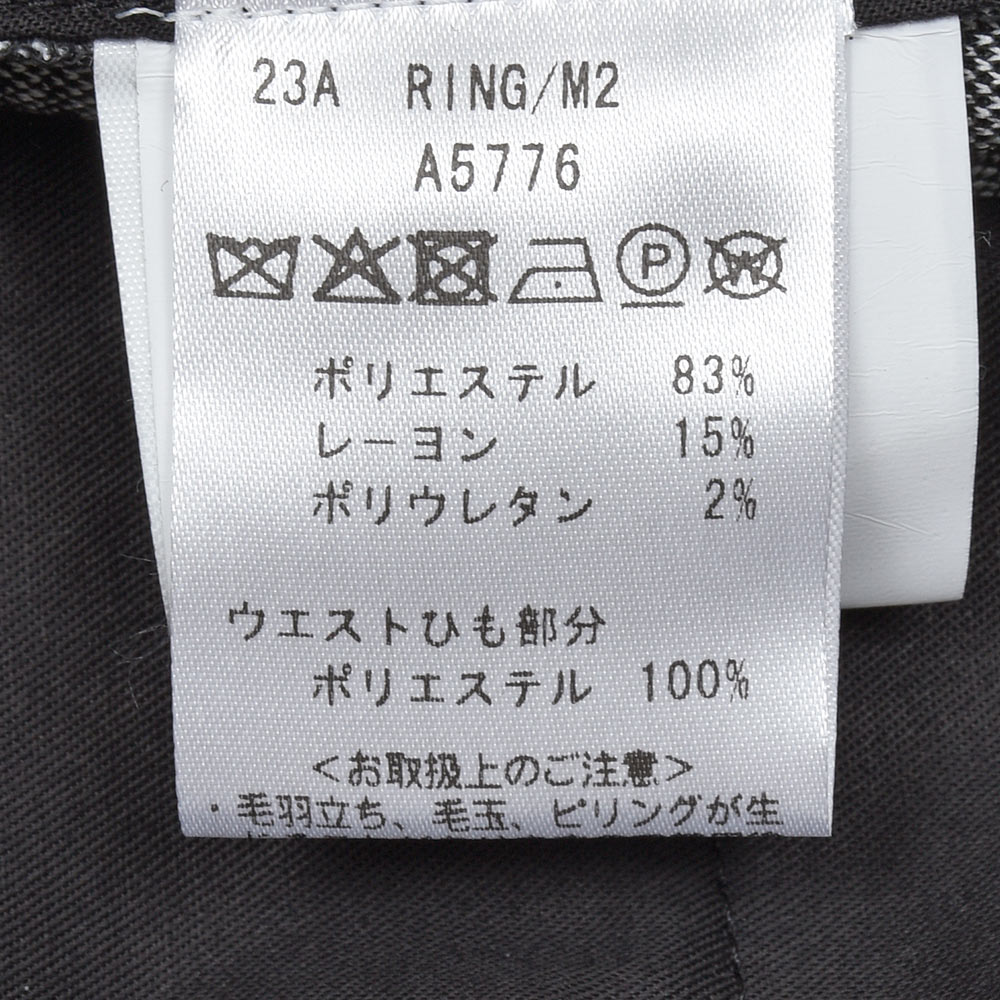 23A RING/M2
A5776
P
W
ポリエステル 83%
レーヨン 15%
ポリウレタン 2%
ウエストひも部分
ポリエステル 100%
<お取扱上のご注意>
・毛羽立ち、毛玉、ピリングが生